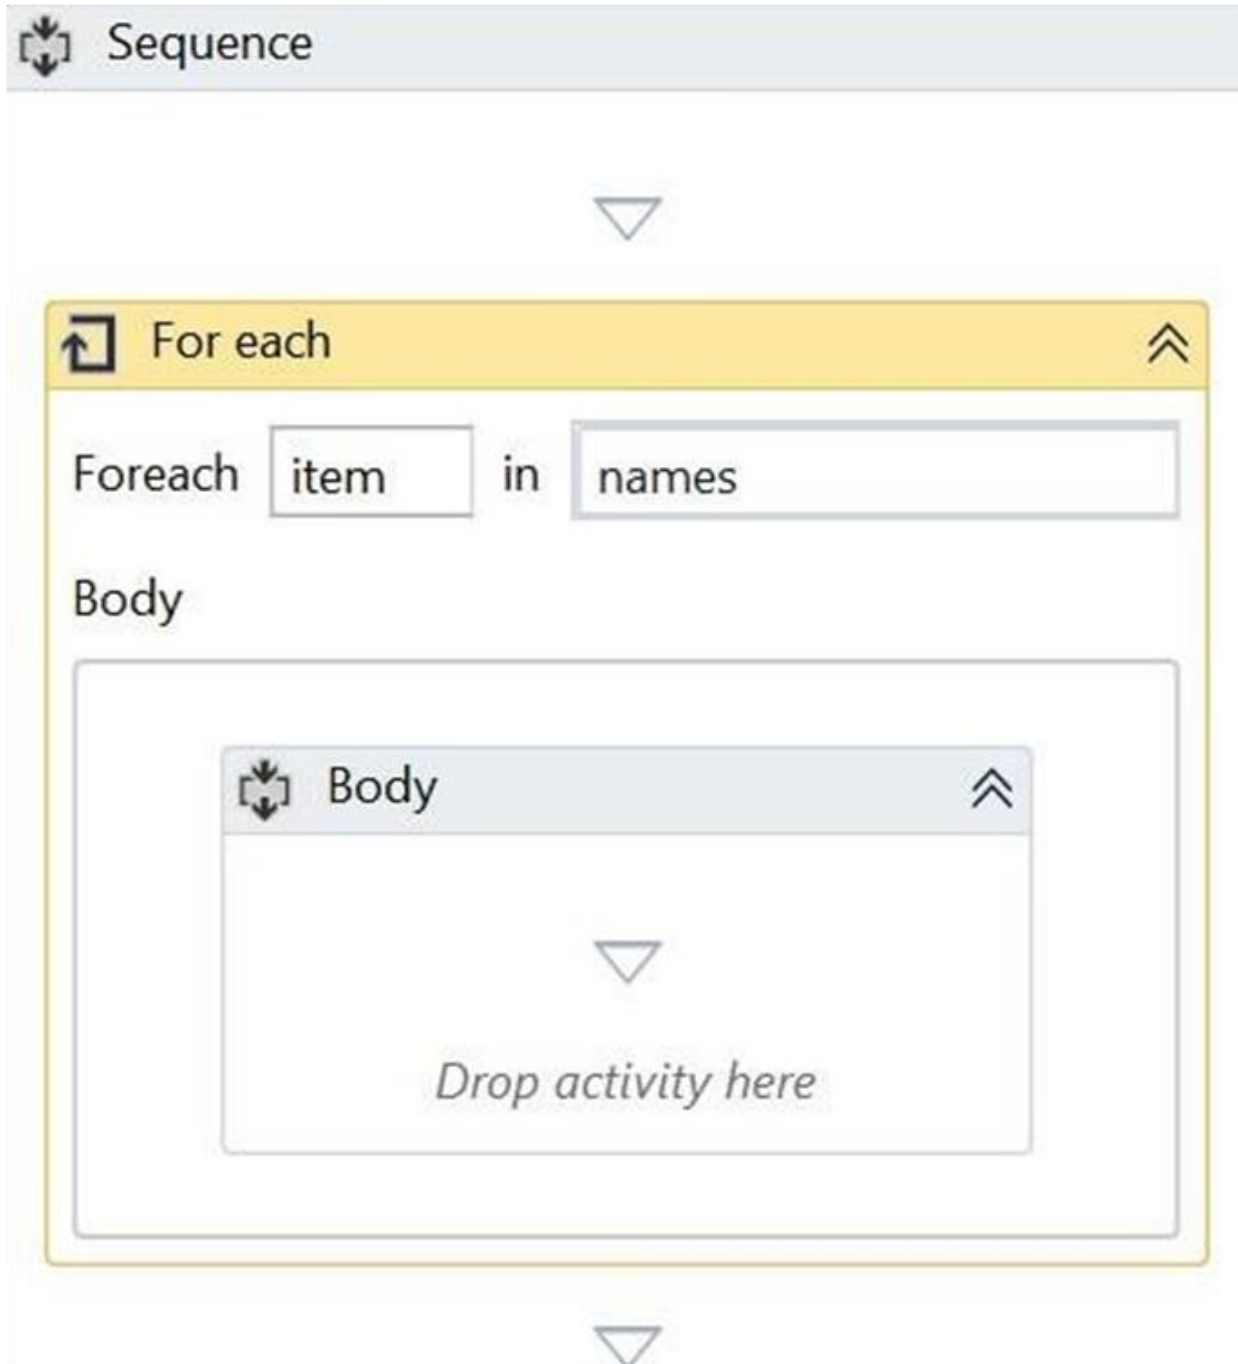 Sequence
For each
Foreach item in names
Body
Body
Drop activity here